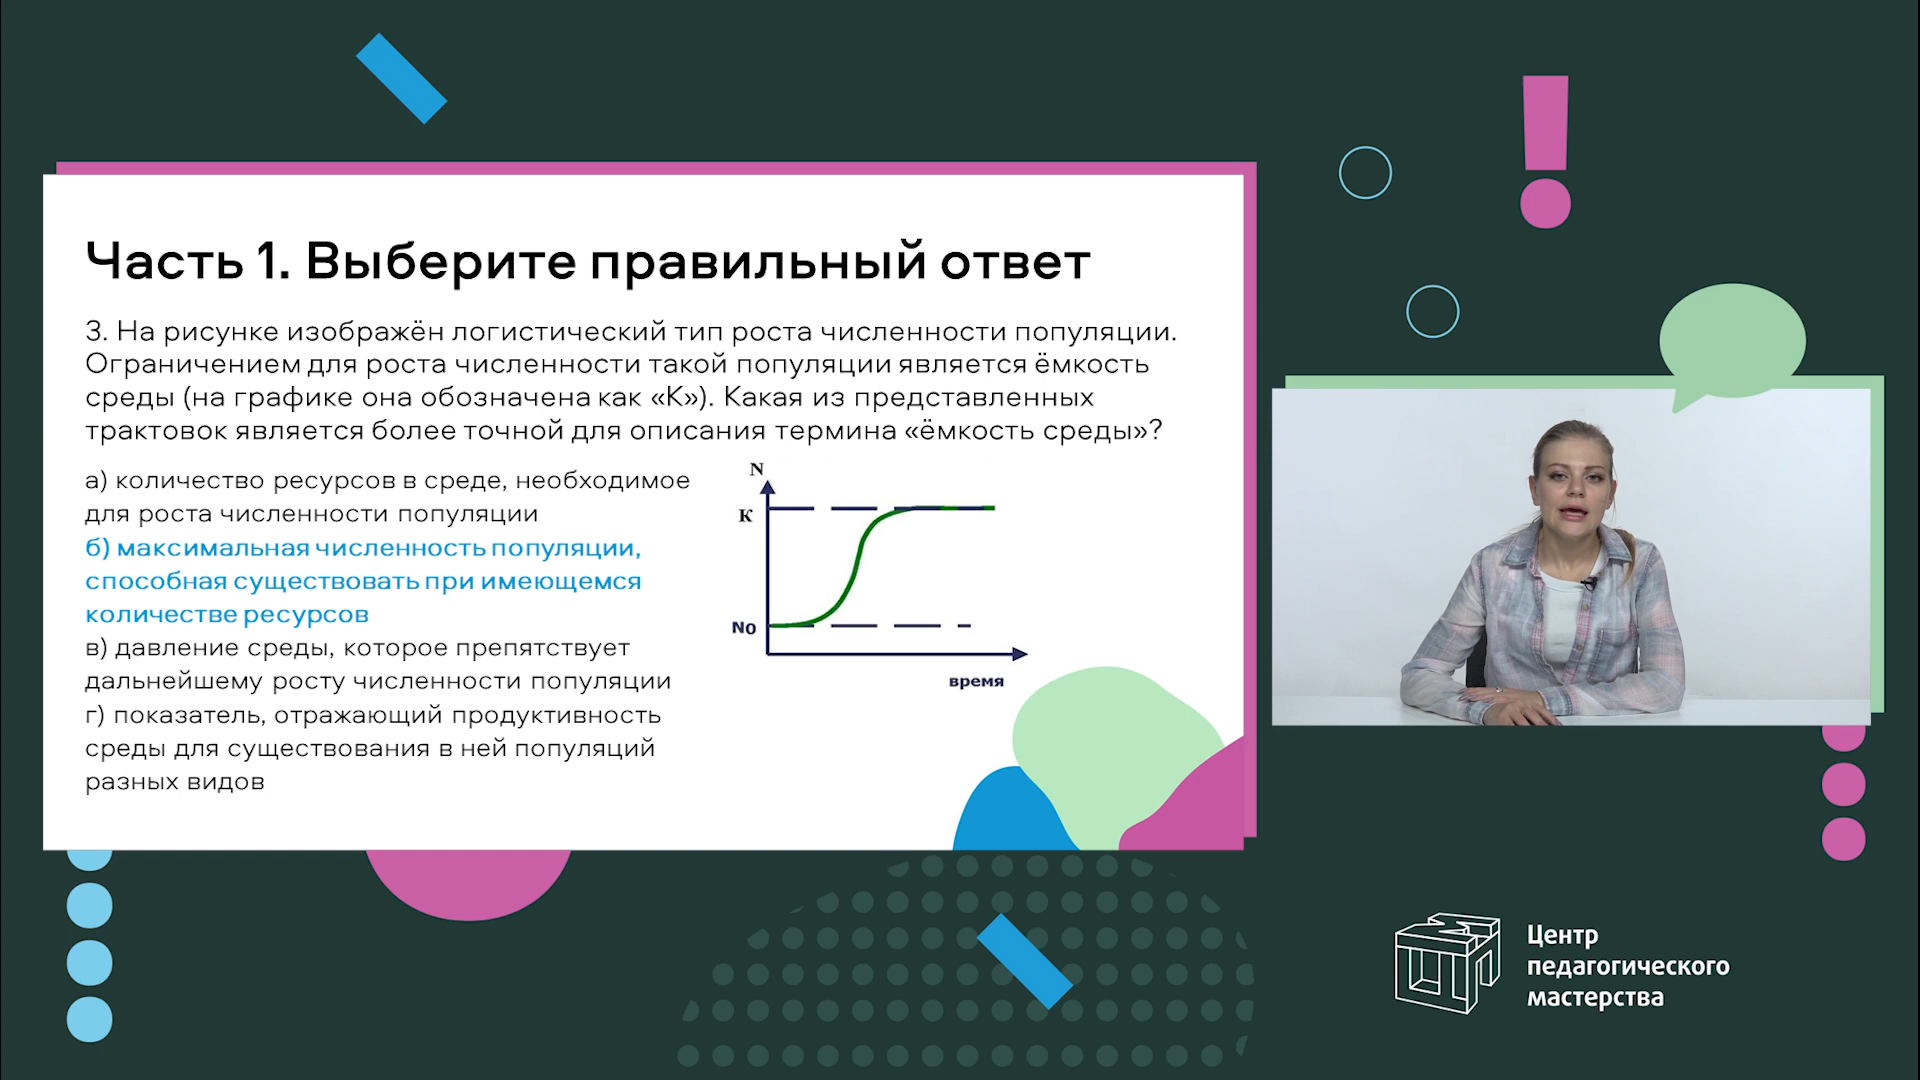 Часть 1. Выберите правильный ответ
3. На рисунке изображён логистический тип роста численности популяции.
Ограничением для роста численности такой популяции является ёмкость
среды (на графике она обозначена как «К»). Какая из представленных
трактовок является более точной для описания термина «ёмкость среды»?
а) количество ресурсов в среде, необходимое
для роста численности популяции
б) максимальная численность популяции,
способная существовать при имеющемся
количестве ресурсов
в) давление среды, которое препятствует
дальнейшему росту численности популяции
г) показатель, отражающий продуктивность
среды для существования в ней популяций
разных видов
N
K
No
время
Центр
педагогического
мастерства